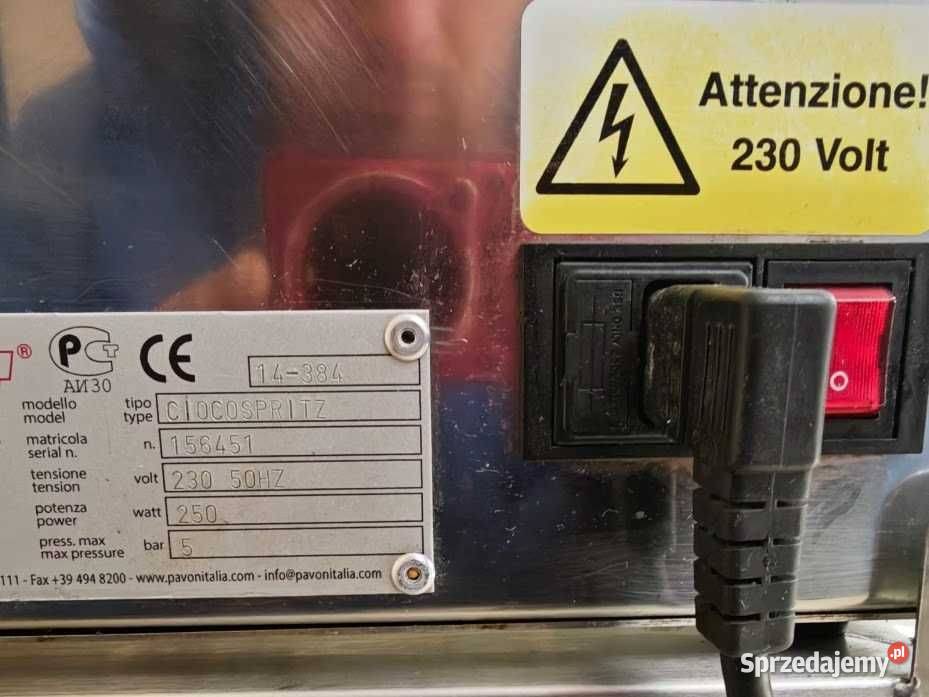 Attenzione!
230 Volt
®
РСТ
CE
АИ30
14-384
modello
model
tipo
type
CIOCOSPRITZ
matricola
serial n.
n.
156451
tensione
tension
volt
230 50HZ
potenza
power
watt
250
press. max
max pressure
bar
5
111 - Fax +39 494 8200 - www.pavonitalia.com - info@pavonitalia.com
Sprzedajemy.pl